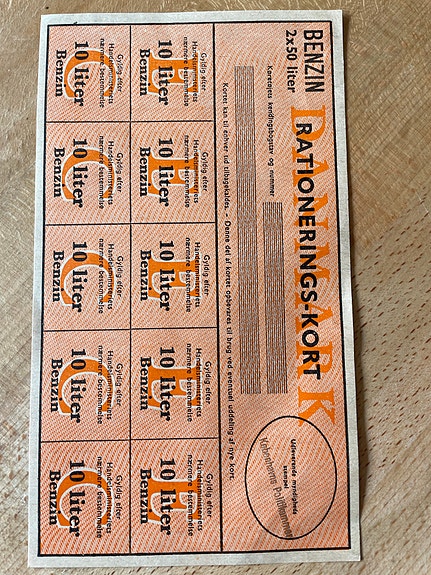 BENZIN
2x50 liter
DANMARK
RATIONERINGS-KORT
Køretøjets kendingsbogstav og nummer
Udleverende myndigheds
stempel
Københavns
Kortet kan til enhver tid tilbagekaldes. - Denne del af kortet opbevares til brug ved eventuel uddeling af nye kort.
Gyldig efter
Handelsministeriets
nærmere bestemmelse
E
10 liter
Benzin
Gyldig efter
Handelsministeriets
nærmere bestemmelse
E
10 liter
Benzin
Gyldig efter
Handelsministeriets
nærmere bestemmelse
E
10 liter
Benzin
Gyldig efter
Handelsministeriets
nærmere bestemmelse
E
10 liter
Benzin
Gyldig efter
Handelsministeriets
nærmere bestemmelse
E
10 liter
Benzin
Gyldig efter
Handelsministeriets
nærmere bestemmelse
C
10 liter
Benzin
Gyldig efter
Handelsministeriets
nærmere bestemmelse
C
10 liter
Benzin
Gyldig efter
Handelsministeriets
nærmere bestemmelse
C
10 liter
Benzin
Gyldig efter
Handelsministeriets
nærmere bestemmelse
C
10 liter
Benzin
Gyldig efter
Handelsministeriets
nærmere bestemmelse
C
10 liter
Benzin